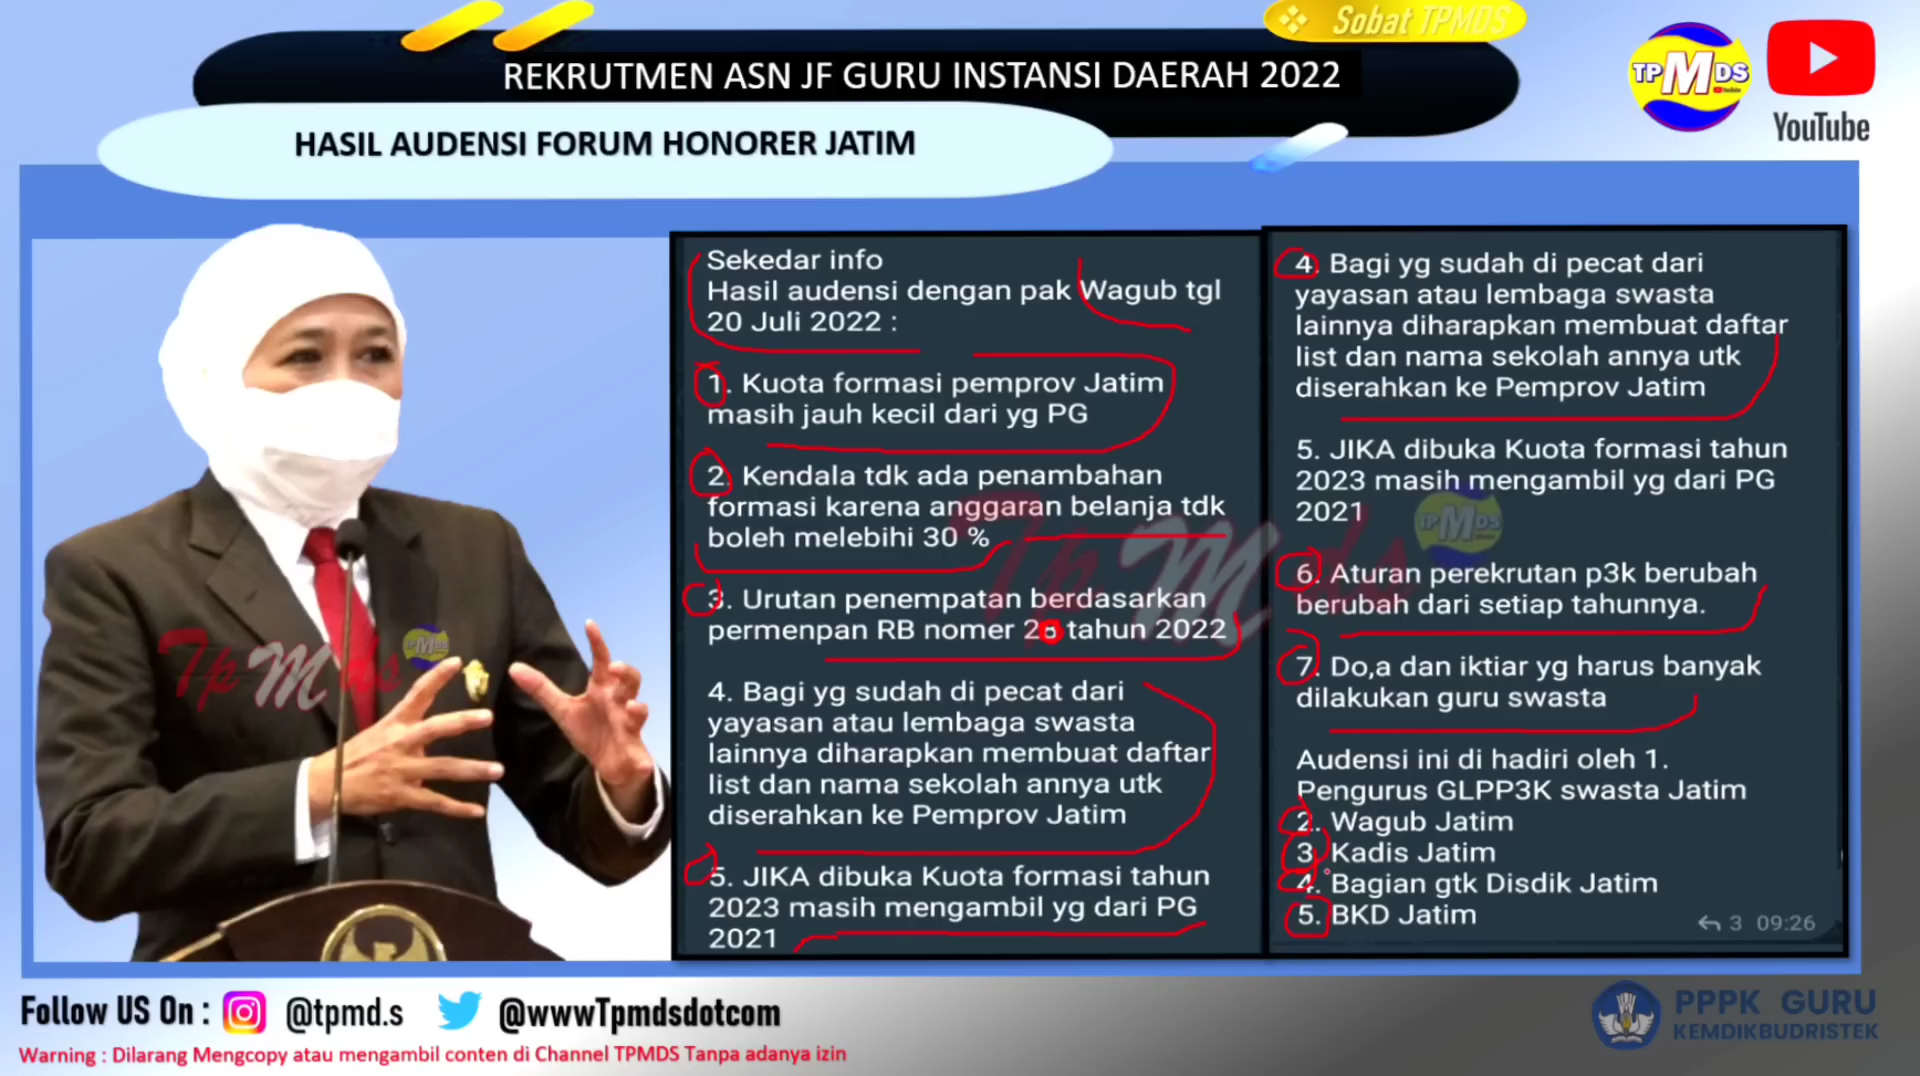 Sobat TPMDS
REKRUTMEN ASN JF GURU INSTANSI DAERAH 2022
TPMDS
YouTube
HASIL AUDENSI FORUM HONORER JATIM
Sekedar info
Hasil audensi dengan pak Wagub tgl
20 Juli 2022 :
1. Kuota formasi pemprov Jatim
masih jauh kecil dari yg PG
2. Kendala tdk ada penambahan
formasi karena anggaran belanja tdk
boleh melebihi 30 %
3. Urutan penempatan berdasarkan
permenpan RB nomer tahun 2022
4. Bagi yg sudah di pecat dari
yayasan atau lembaga swasta
lainnya diharapkan membuat daftar
list dan nama sekolah annya utk
diserahkan ke Pemprov Jatim
5. JIKA dibuka Kuota formasi tahun
2023 masih mengambil yg dari PG
2021
4. Bagi yg sudah di pecat dari
yayasan atau lembaga swasta
lainnya diharapkan membuat daftar
list dan nama sekolah annya utk
diserahkan ke Pemprov Jatim
5. JIKA dibuka Kuota formasi tahun
2023 masih mengambil yg dari PG
2021
6. Aturan perekrutan p3k berubah
berubah dari setiap tahunnya.
7. Do,a dan iktiar yg harus banyak
dilakukan guru swasta
Audensi ini di hadiri oleh 1.
Pengurus GLPP3K swasta Jatim
2. Wagub Jatim
3. Kadis Jatim
4. Bagian gtk Disdik Jatim
5. BKD Jatim
3 09:26
TpMds
TPMDS
TpMds
TPMDS
Follow US On : @tpmd.s @wwwTpmdsdotcom
Warning : Dilarang Mengcopy atau mengambil conten di Channel TPMDS Tanpa adanya izin
PPPK GURU
KEMDIKBUDRISTEK